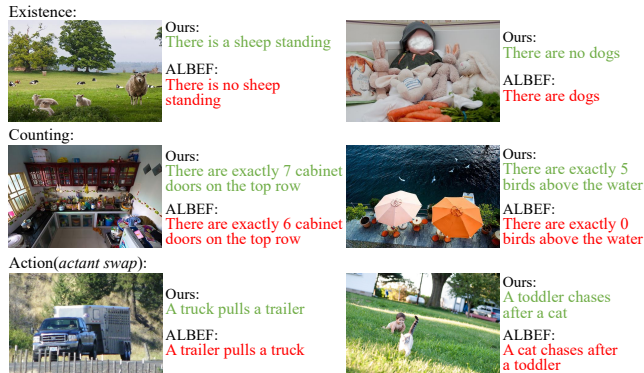 Existence:
Ours:
There is a sheep standing
ALBEF:
There is no sheep
standing
Ours:
There are no dogs
ALBEF:
There are dogs
Counting:
Ours:
There are exactly 7 cabinet
doors on the top row
ALBEF:
There are exactly 6 cabinet
doors on the top row
Ours:
There are exactly 5
birds above the water
ALBEF:
There are exactly 0
birds above the water
Action(actant swap):
Ours:
A truck pulls a trailer
ALBEF:
A trailer pulls a truck
Ours:
A toddler chases
after a cat
ALBEF:
A cat chases after
a toddler